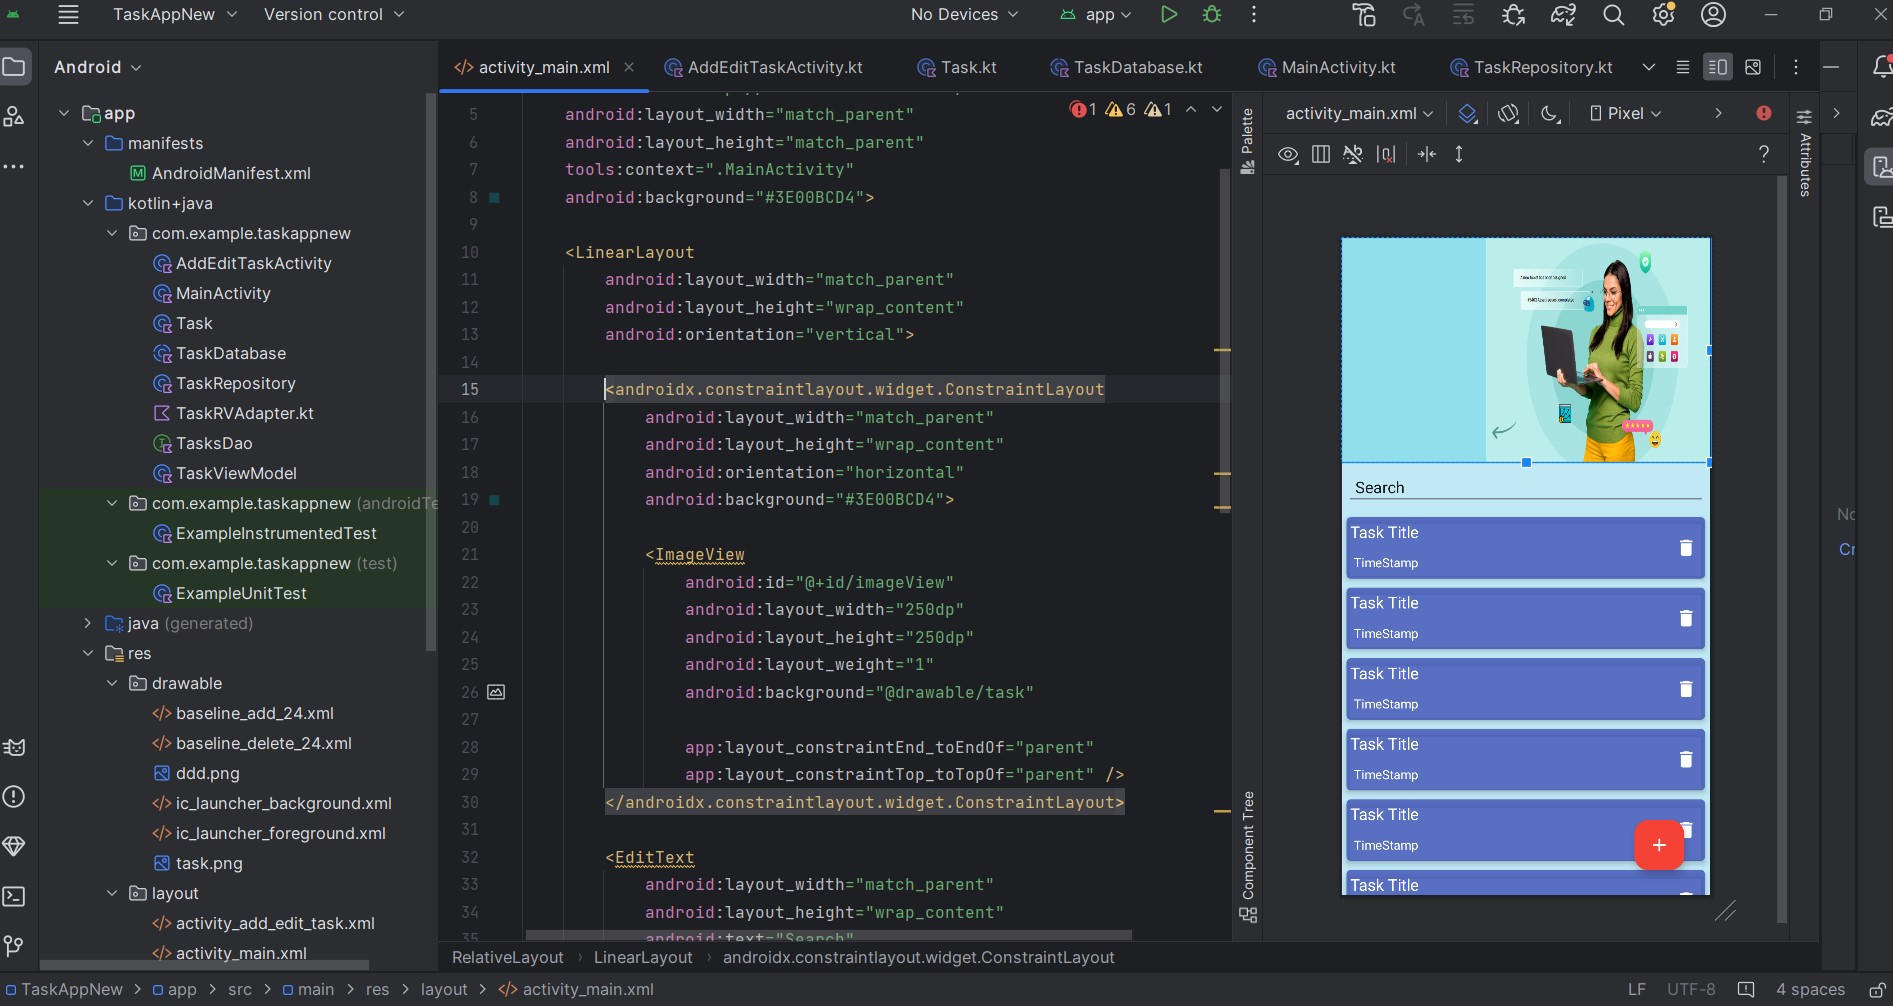 TaskAppNew
Version control
No Devices
app
Android
activity_main.xml
AddEditTaskActivity.kt
Task.kt
TaskDatabase.kt
MainActivity.kt
TaskRepository.kt
app
manifests
AndroidManifest.xml
kotlin+java
com.example.taskappnew
AddEditTaskActivity
MainActivity
Task
TaskDatabase
TaskRepository
TaskRVAdapter.kt
TasksDao
TaskViewModel
com.example.taskappnew (androidTe
ExampleInstrumentedTest
com.example.taskappnew (test)
ExampleUnitTest
java (generated)
res
drawable
baseline_add_24.xml
baseline_delete_24.xml
ddd.png
ic_launcher_background.xml
ic_launcher_foreground.xml
task.png
layout
activity_add_edit_task.xml
activity_main.xml
1 6 1
5 android:layout_width="match_parent"
6 android:layout_height="match_parent"
7 tools:context=".MainActivity"
8 android:background="#3E00BCD4">
9
10 <LinearLayout
11 android:layout_width="match_parent"
12 android:layout_height="wrap_content"
13 android:orientation="vertical">
14
15 <androidx.constraintlayout.widget.ConstraintLayout
16 android:layout_width="match_parent"
17 android:layout_height="wrap_content"
18 android:orientation="horizontal"
19 android:background="#3E00BCD4">
20
21 <ImageView
22 android:id="@+id/imageView"
23 android:layout_width="250dp"
24 android:layout_height="250dp"
25 android:layout_weight="1"
26 android:background="@drawable/task"
27
28 app:layout_constraintEnd_toEndOf="parent"
29 app:layout_constraintTop_toTopOf="parent" />
30 </androidx.constraintlayout.widget.ConstraintLayout>
31
32 <EditText
33 android:layout_width="match_parent"
34 android:layout_height="wrap_content"
35 android:text="Search"
RelativeLayout
LinearLayout
androidx.constraintlayout.widget.ConstraintLayout
Palette
Component Tree
activity_main.xml
Pixel
?
Attributes
Search
Task Title
TimeStamp
Task Title
TimeStamp
Task Title
TimeStamp
Task Title
TimeStamp
Task Title
TimeStamp
+
Task Title
No
Cr
TaskAppNew > app > src > main > res > layout > activity_main.xml
LF
UTF-8
4 spaces